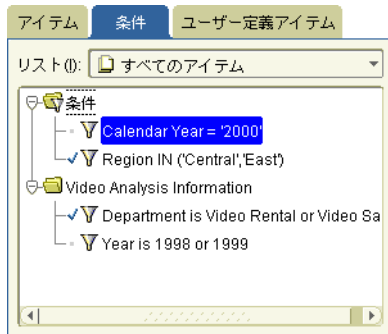 アイテム 条件 ユーザー定義アイテム
リスト(I): すべてのアイテム
条件
Calendar Year = '2000'
Region IN ('Central','East')
Video Analysis Information
Department is Video Rental or Video Sa
Year is 1998 or 1999